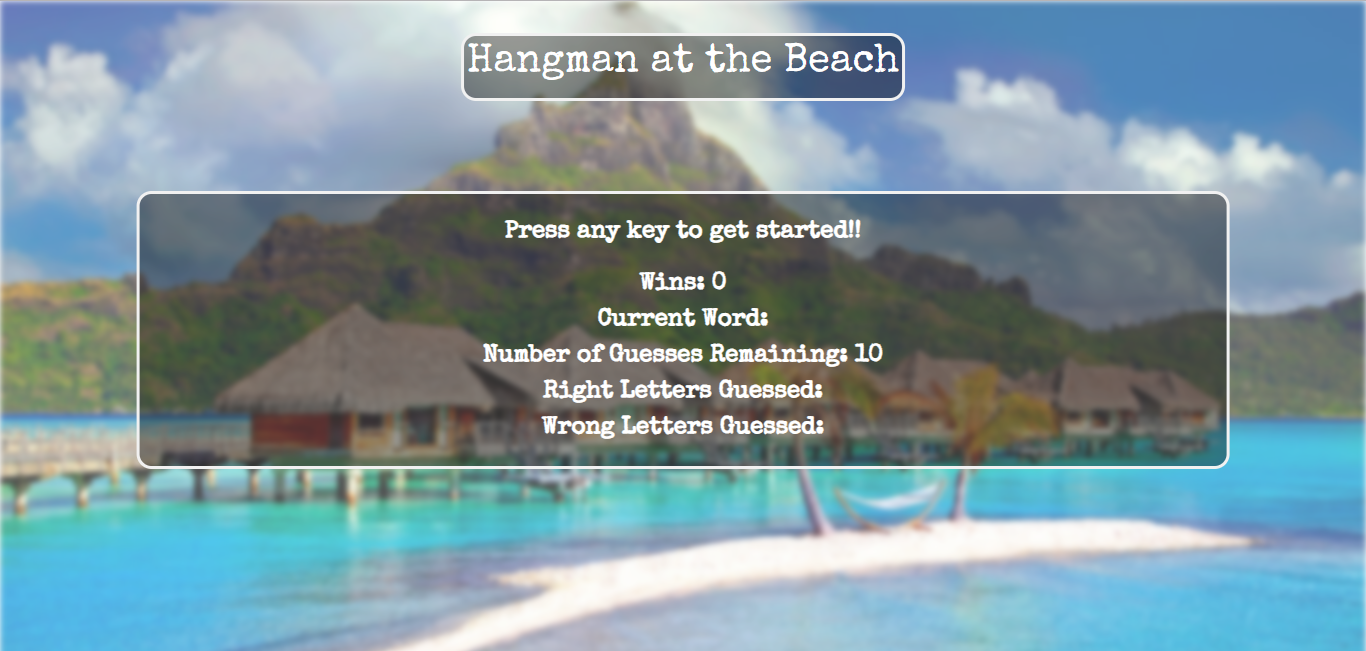 Hangman at the Beach
Press any key to get started!!
Wins: 0
Current Word:
Number of Guesses Remaining: 10
Right Letters Guessed:
Wrong Letters Guessed: